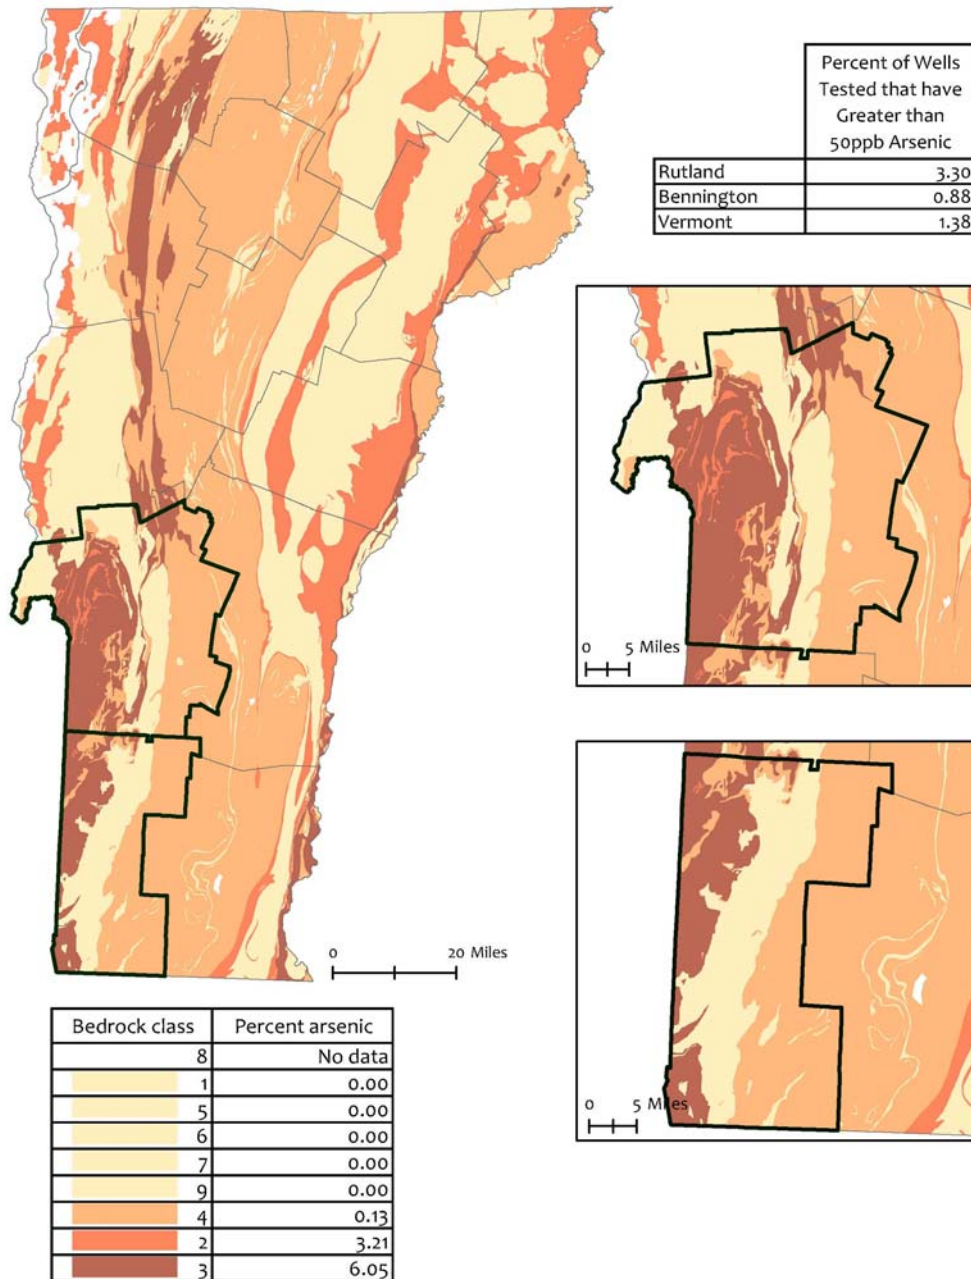 Percent of Wells
Tested that have
Greater than
50ppb Arsenic
Rutland 3.30
Bennington 0.88
Vermont 1.38
0 5 Miles
0 20 Miles
0 5 Miles
Bedrock class Percent arsenic
8 No data
1 0.00
5 0.00
6 0.00
7 0.00
9 0.00
4 0.13
2 3.21
3 6.05